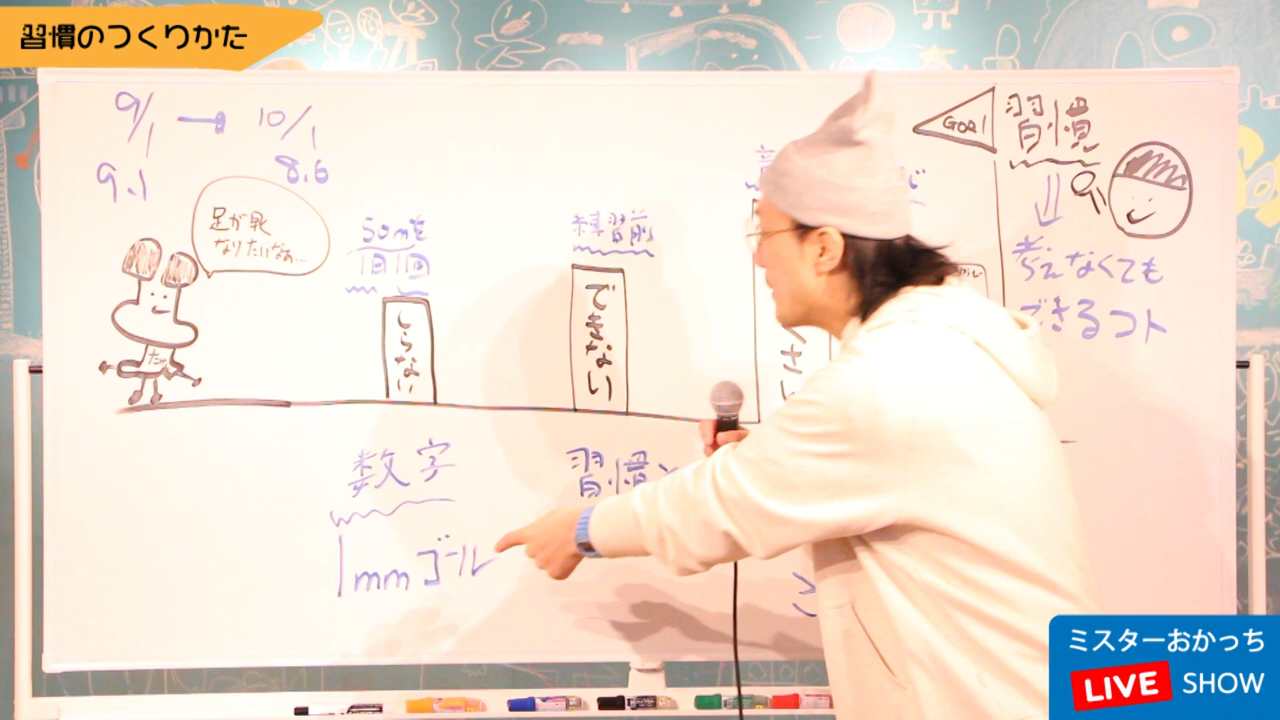 習慣のつくりかた
9/1 → 10/1
9.1
8.6
足が早く
なりたいなぁ…
50mを
1日1回
しらない
練習前
できない
くさい
GOAl
習慣
考えなくても
できるコト
数字
1mmゴール
習慣
ミスターおかっち
LIVE SHOW